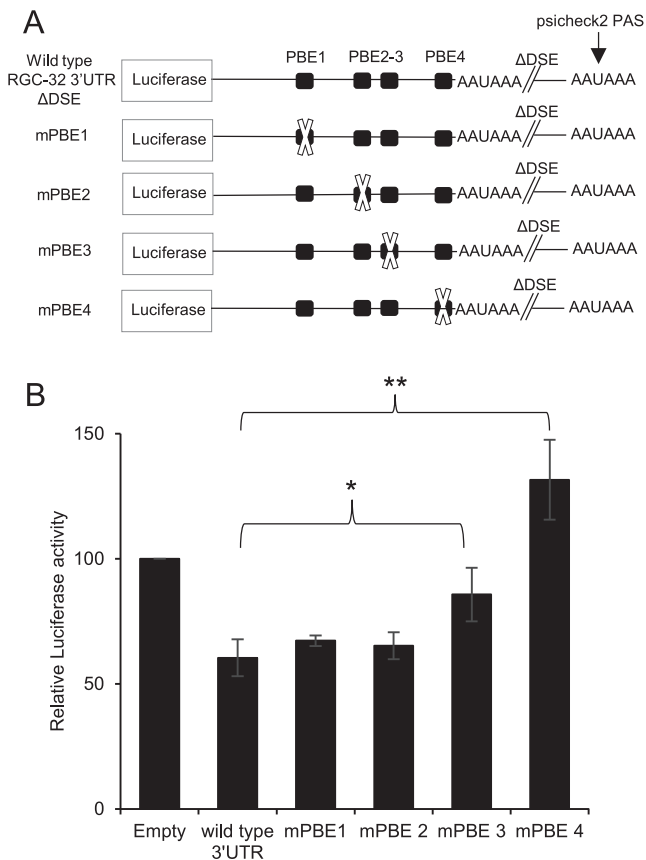 A
psicheck2 PAS
Wild type
RGC-32 3'UTR
ΔDSE
Luciferase
PBE1 PBE2-3 PBE4
AAUAAA
ΔDSE
AAUAAA
mPBE1
Luciferase
AAUAAA
AAUAAA
mPBE2
Luciferase
AAUAAA
ΔDSE
AAUAAA
mPBE3
Luciferase
AAUAAA
ΔDSE
AAUAAA
mPBE4
Luciferase
AAUAAA
ΔDSE
AAUAAA
B
**
*
Relative Luciferase activity
150
100
50
0
Empty
wild type
3'UTR
mPBE1
mPBE 2
mPBE 3
mPBE 4